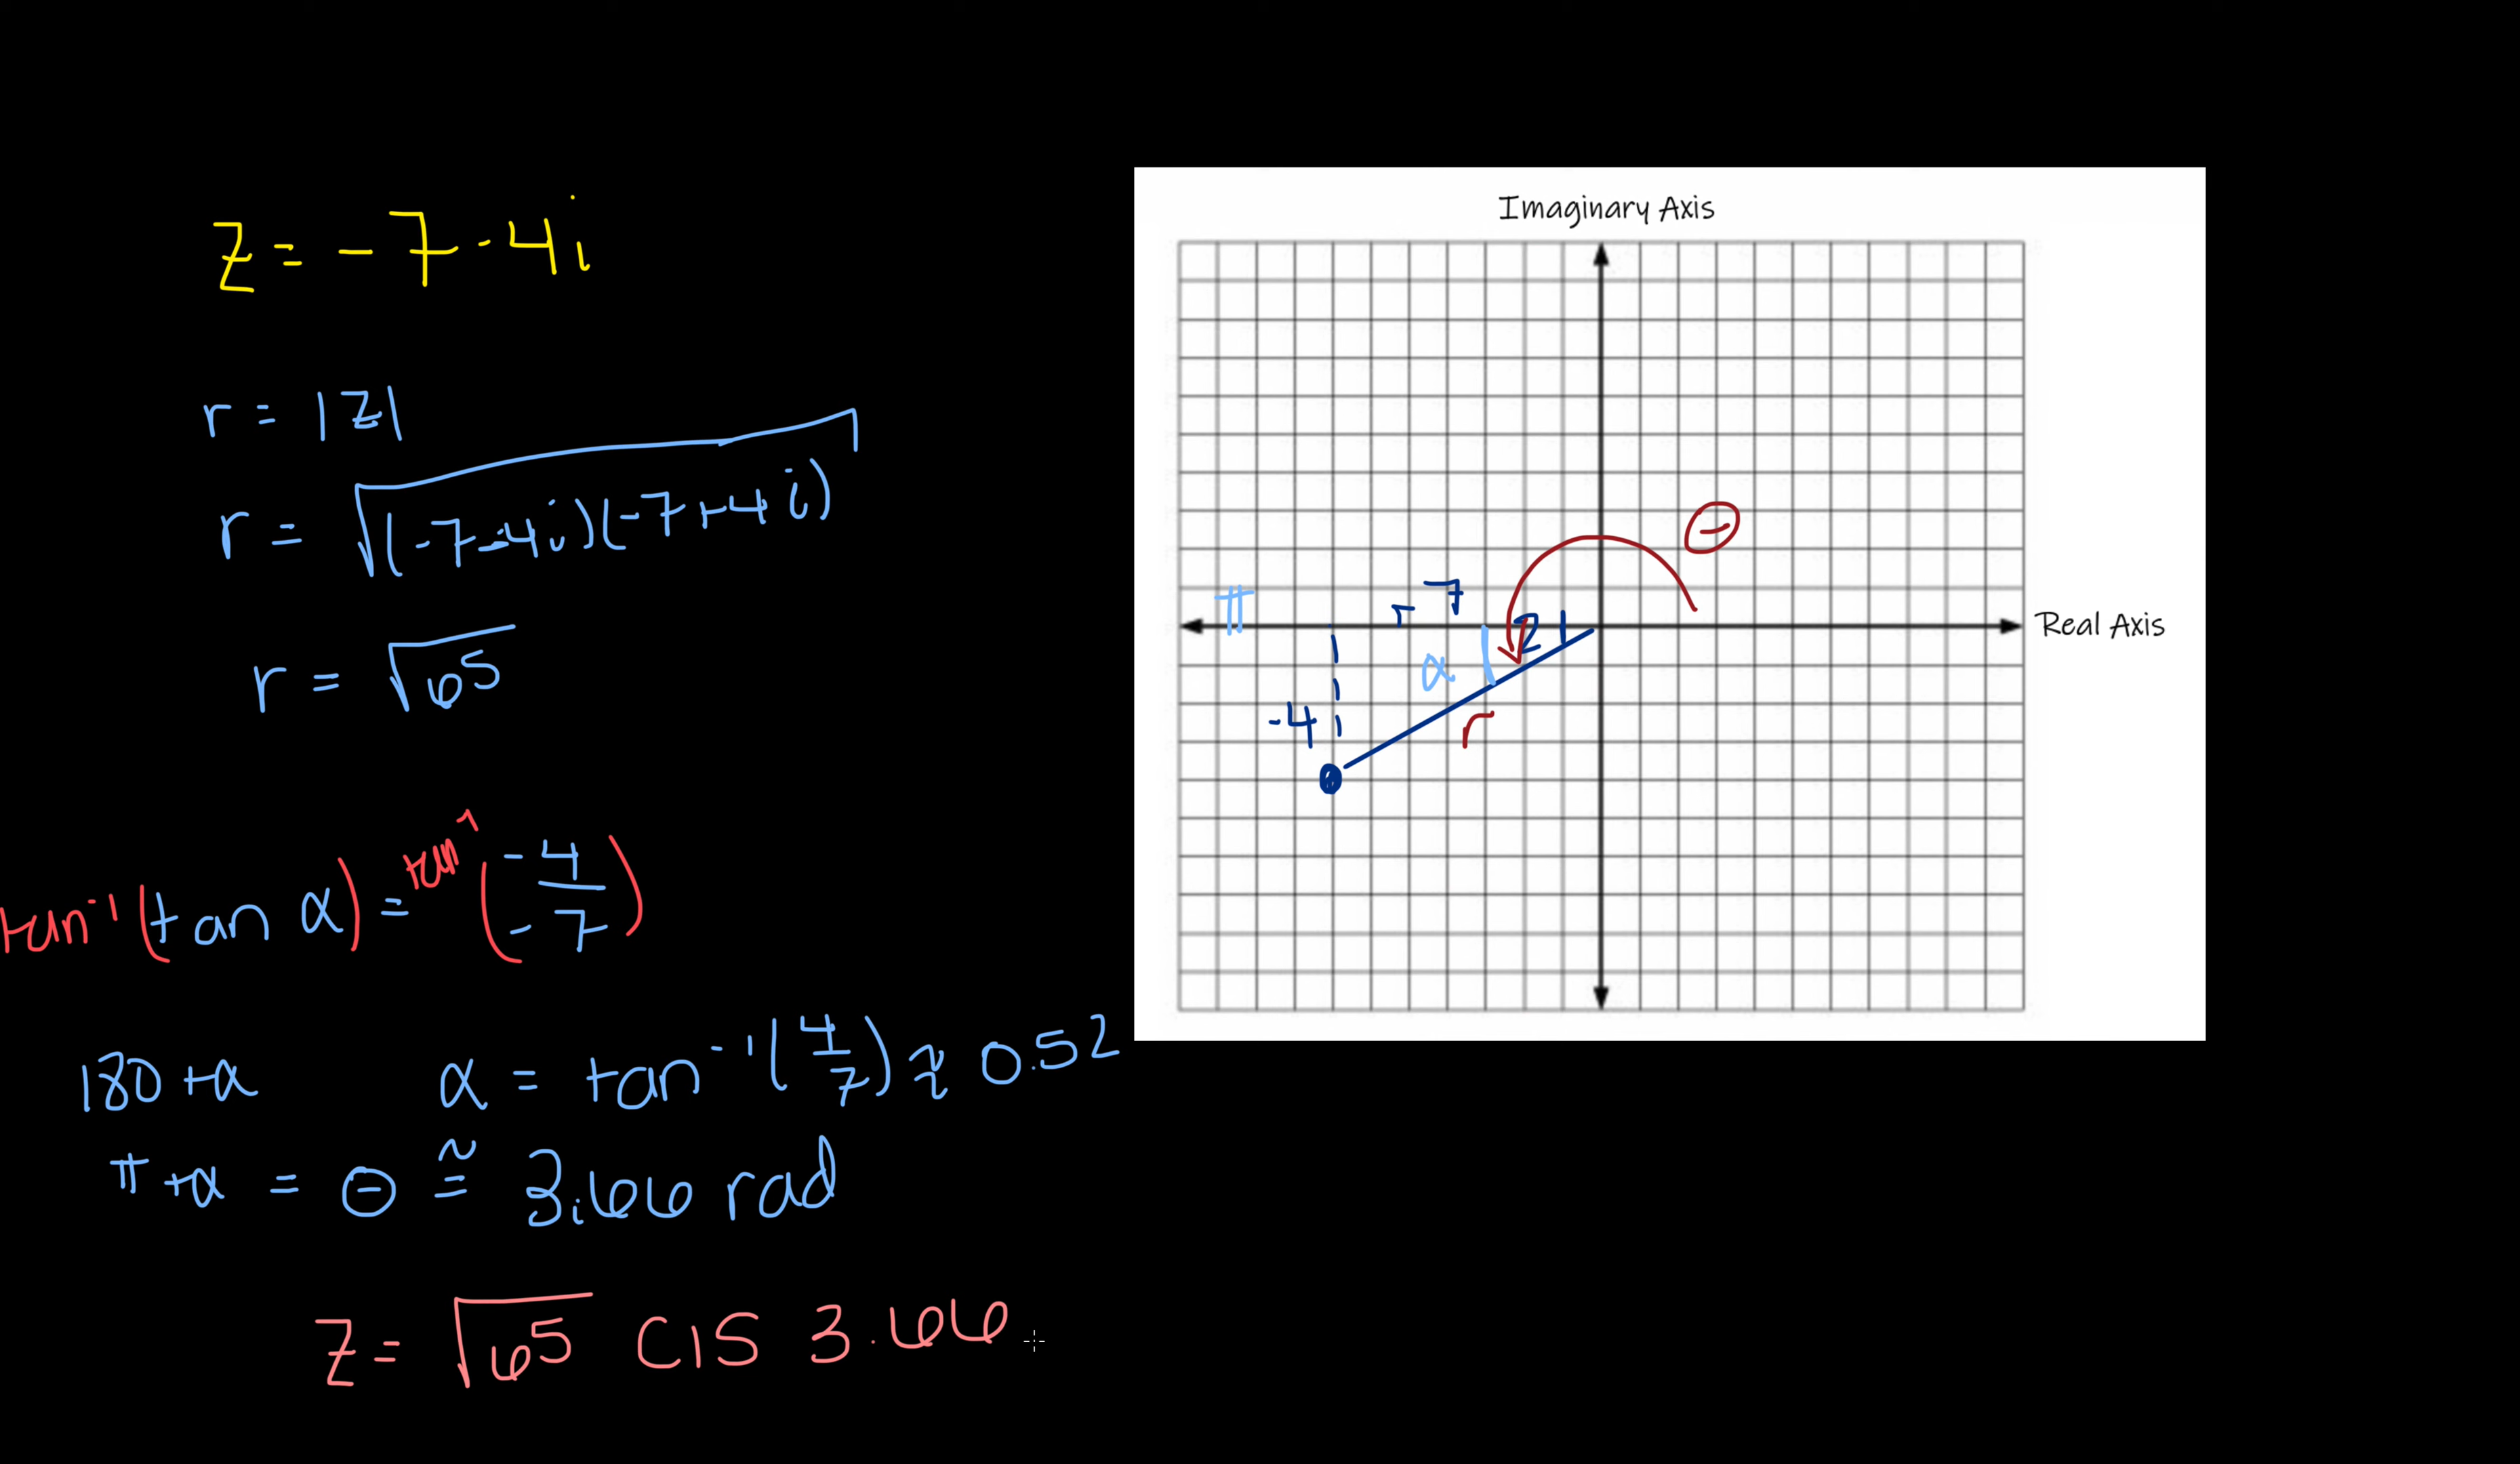 z = -7 - 4i
r = |z|
r = √(-7-4i)(-7+4i)
r = √65
tan⁻¹(tan α) = tan⁻¹(-4/-7)
180+α α = tan⁻¹(4/7) ≈ 0.52
π+α = θ ≅ 3.66 rad
z = √65 CIS 3.66
Imaginary Axis
Real Axis
θ
π
-7
α
-4
r